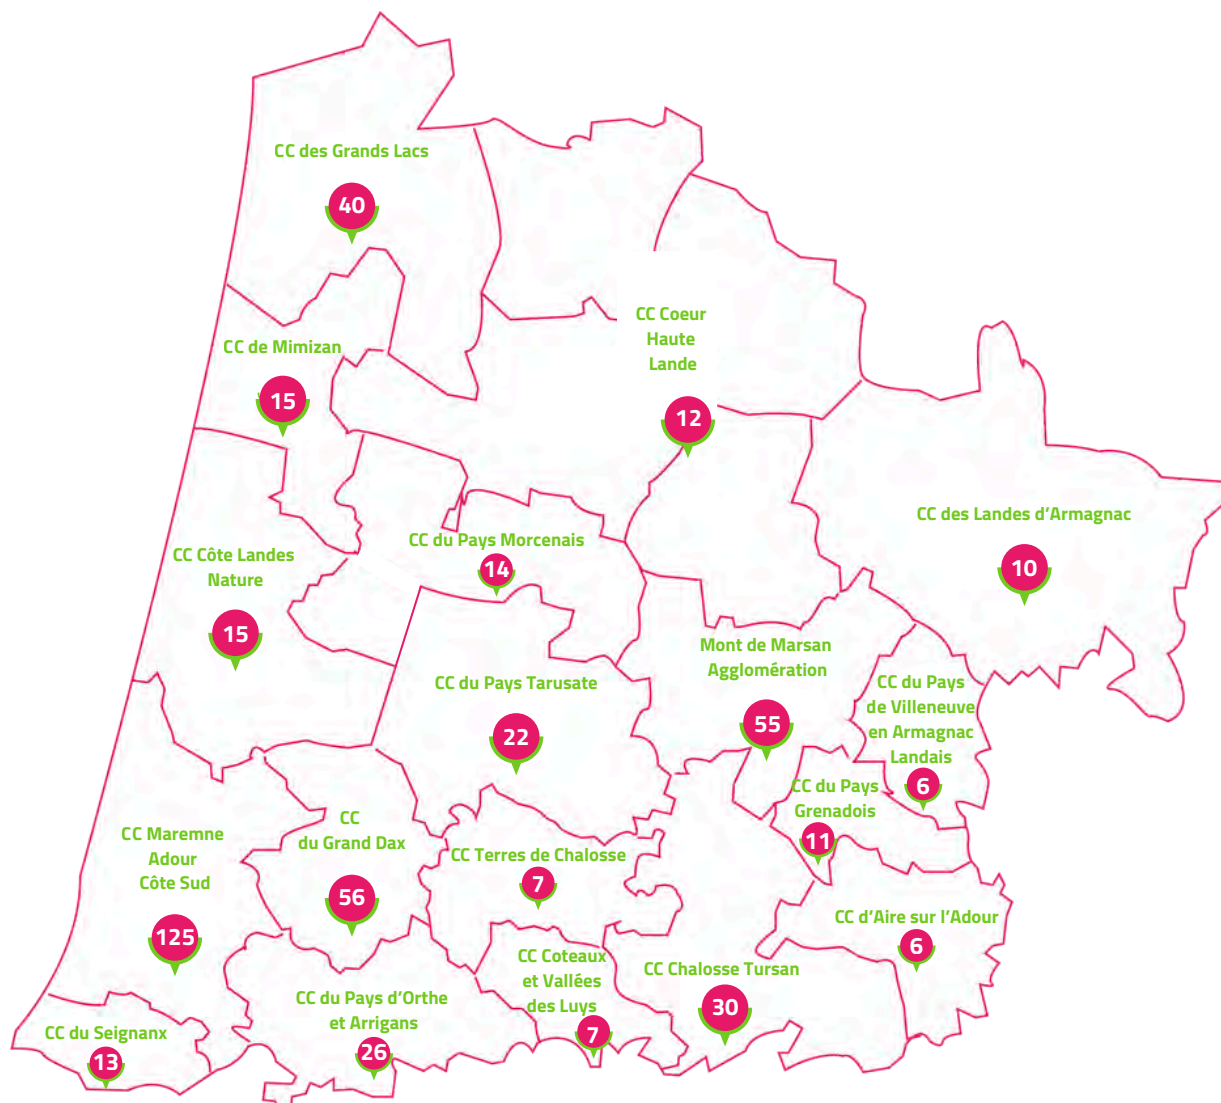 CC des Grands Lacs
40
CC de Mimizan
15
CC Coeur
Haute
Lande
12
CC des Landes d’Armagnac
10
CC du Pays Morcenais
14
CC Côte Landes
Nature
15
Mont de Marsan
Agglomération
55
CC du Pays Tarusate
22
CC du Pays
de Villeneuve
en Armagnac
Landais
6
CC du Pays
Grenadois
11
CC
du Grand Dax
56
CC Maremne
Adour
Côte Sud
125
CC Terres de Chalosse
7
CC d’Aire sur l’Adour
6
CC Coteaux
et Vallées
des Luys
7
CC Chalosse Tursan
30
CC du Pays d’Orthe
et Arrigans
26
CC du Seignanx
13